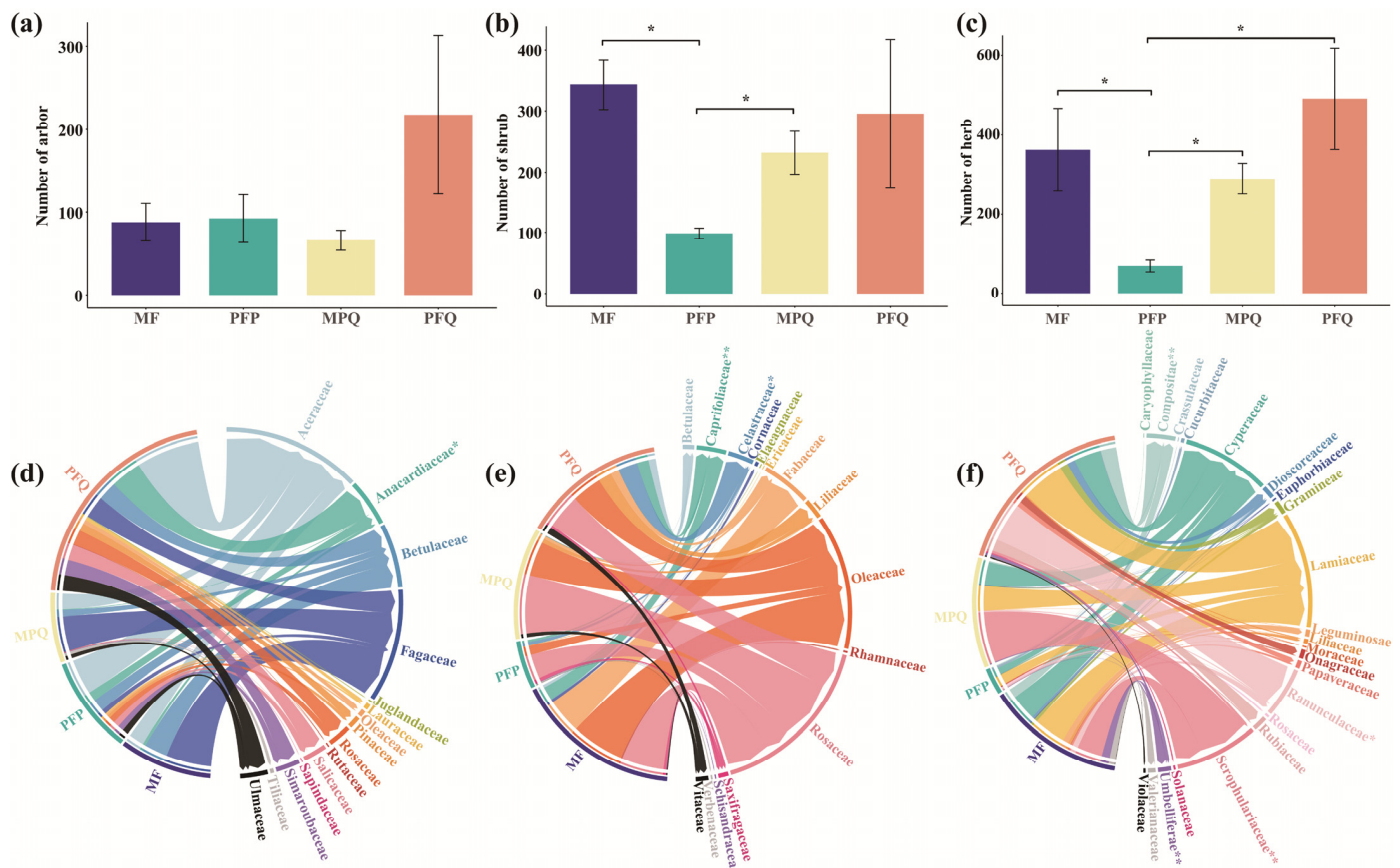 (a)
Number of arbor
300
200
100
0
MF PFP MPQ PFQ
(b)
Number of shrub
400
300
200
100
0
*
*
MF PFP MPQ PFQ
(c)
Number of herb
600
400
200
0
*
*
*
MF PFP MPQ PFQ
(d)
PFQ
MPQ
PFP
MF
Aceraceae
Anacardiaceae*
Betulaceae
Fagaceae
Juglandaceae
Lauraceae
Oleaceae
Pinaceae
Rosaceae
Rutaceae
Salicaceae
Sapindaceae
Simaroubaceae
Tiliaceae
Ulmaceae
(e)
PFQ
MPQ
PFP
MF
Betulaceae
Caprifoliaceae**
Celastraceae*
Cornaceae
Elaeagnaceae
Ericaceae
Fabaceae
Liliaceae
Oleaceae
Rhamnaceae
Rosaceae
Saxifragaceae
Schisandracea
Verbenaceae
Vitaceae
(f)
PFQ
MPQ
PFP
MF
Caryophyllaceae
Compositae**
Crassulaceae
Cucurbitaceae
Cyperaceae
Dioscoreaceae
Euphorbiaceae
Gramineae
Lamiaceae
Leguminosae
Liliaceae
Moraceae
Onagraceae
Papaveraceae
Ranunculaceae*
Rosaceae
Rubiaceae
Scrophulariaceae**
Solanaceae
Umbelliferae**
Valerianaceae
Violaceae